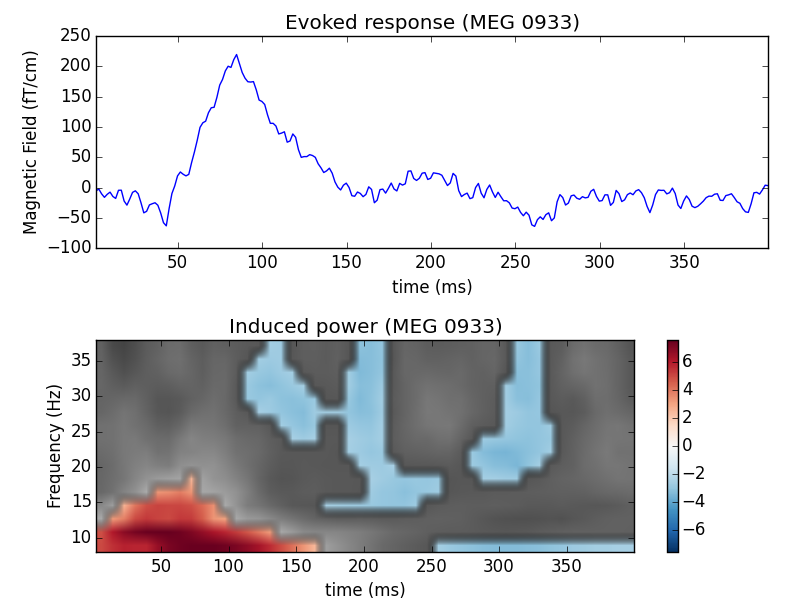 Evoked response (MEG 0933)
250
200
150
100
50
0
−50
−100
Magnetic Field (fT/cm)
50 100 150 200 250 300 350
time (ms)
Induced power (MEG 0933)
35
30
25
20
15
10
Frequency (Hz)
50 100 150 200 250 300 350
time (ms)
6
4
2
0
−2
−4
−6